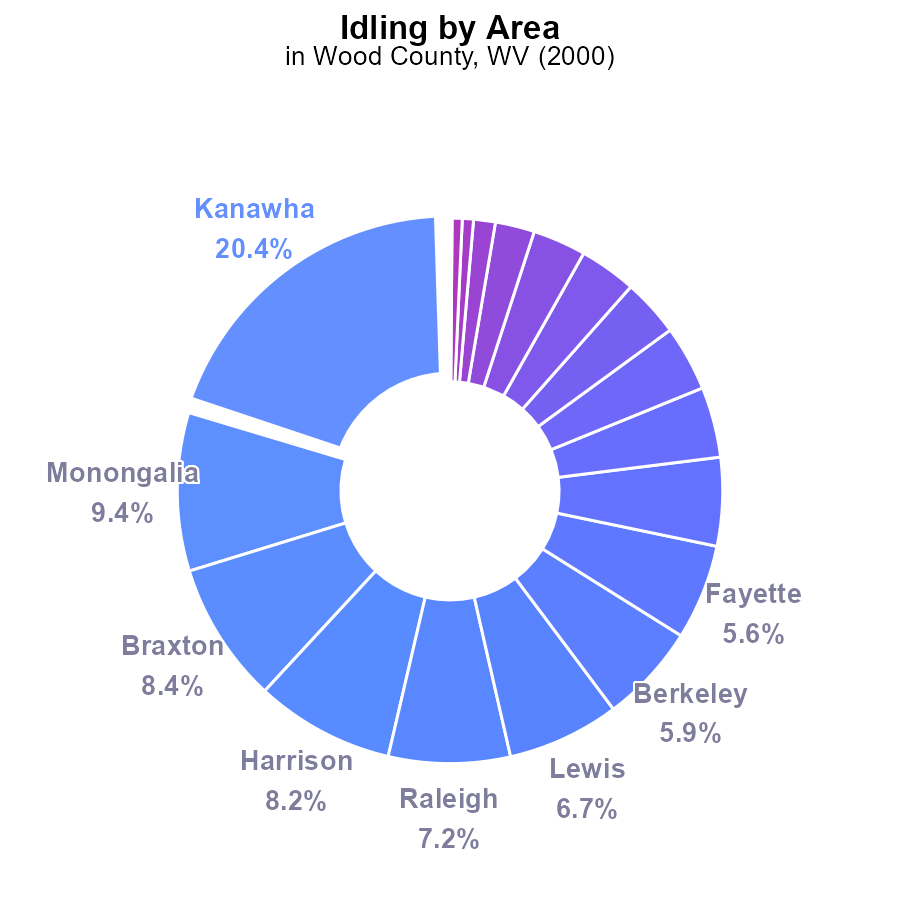 Idling by Area
in Wood County, WV (2000)
Kanawha
20.4%
Monongalia
9.4%
Braxton
8.4%
Harrison
8.2%
Raleigh
7.2%
Lewis
6.7%
Berkeley
5.9%
Fayette
5.6%